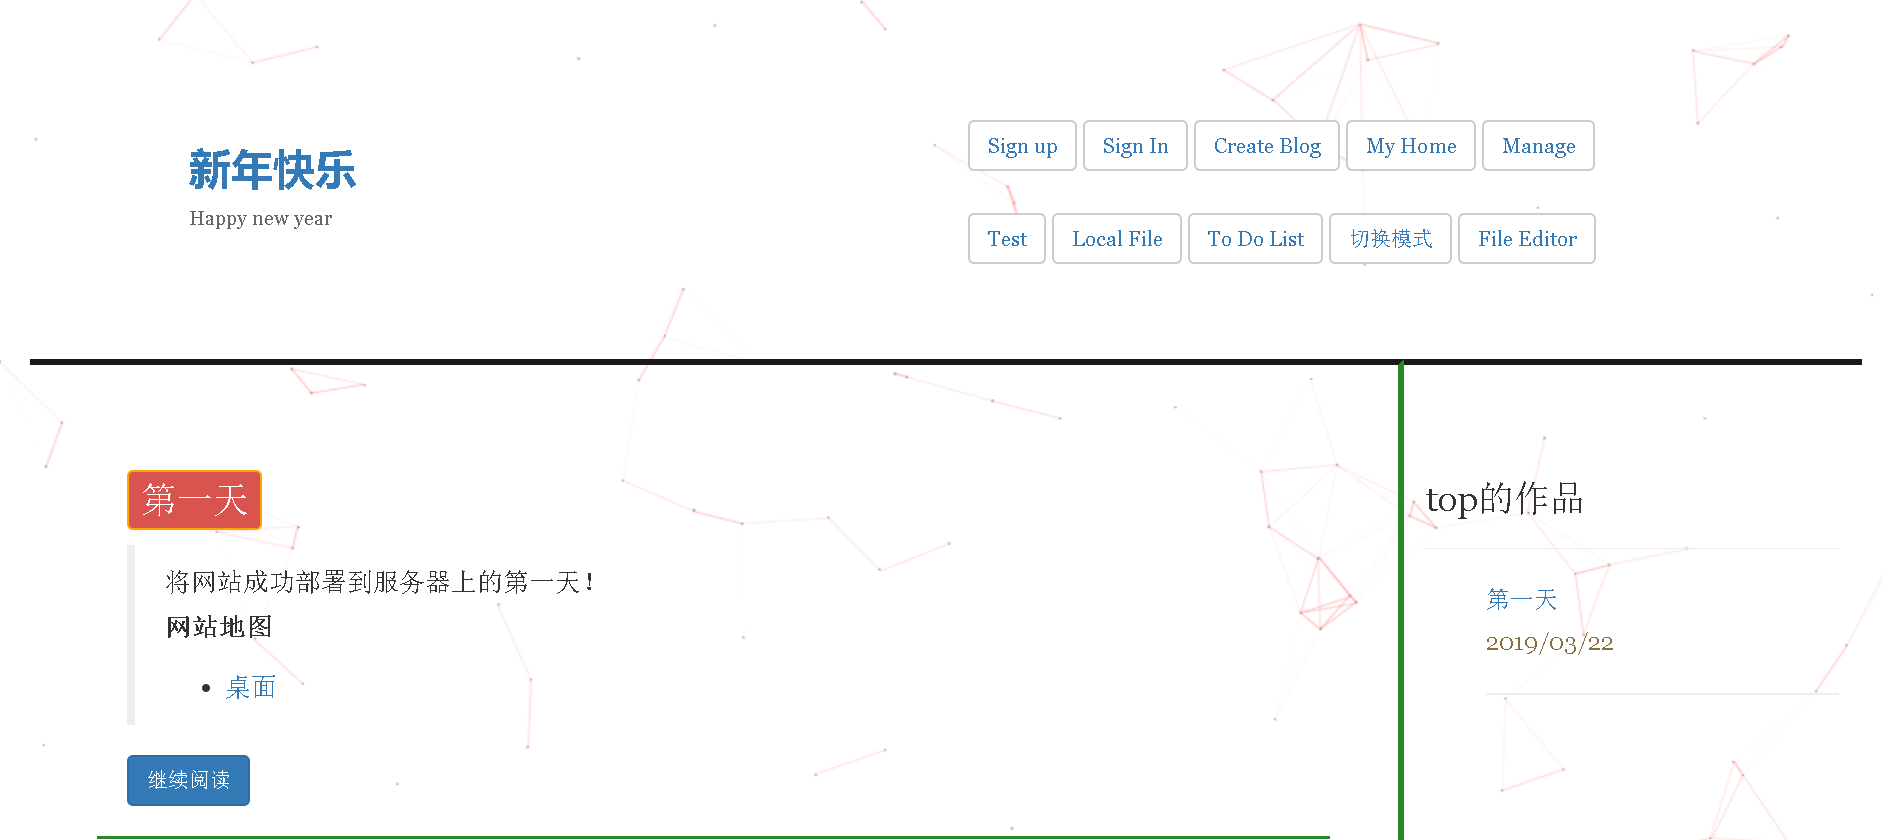 新年快乐
Happy new year
Sign up Sign In Create Blog My Home Manage
Test Local File To Do List 切换模式 File Editor
第一天
将网站成功部署到服务器上的第一天！
网站地图
桌面
继续阅读
top的作品
第一天
2019/03/22